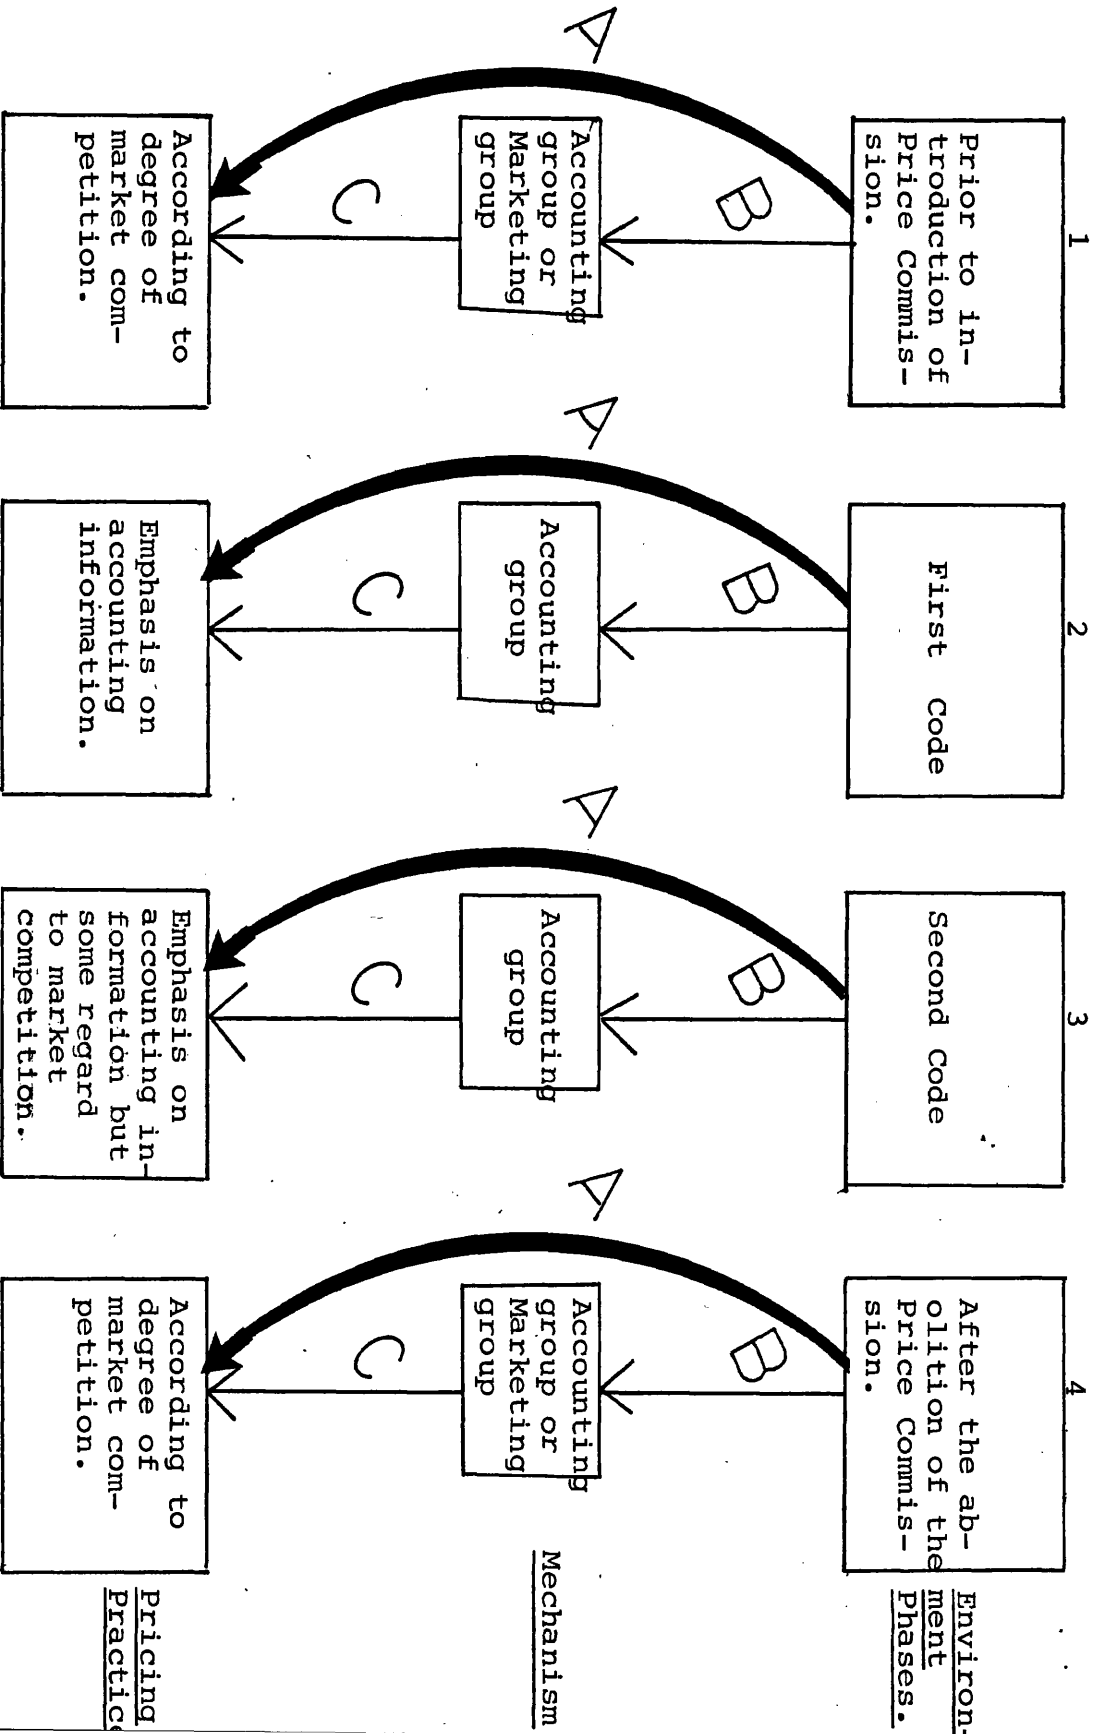 1
Prior to in-
troduction of
Price Commis-
sion.
2
First Code
3
Second Code
4
After the ab-
olition of the
Price Commis-
sion.
Environ-
ment
Phases.
A
B
A
B
A
B
A
B
Accounting
group or
Marketing
group
Accounting
group
Accounting
group
Accounting
group or
Marketing
group
Mechanism
C
C
C
C
According to
degree of
market com-
petition.
Emphasis on
accounting
information.
Emphasis on
accounting in-
formation but
some regard
to market
competition.
According to
degree of
market com-
petition.
Pricing
Practice